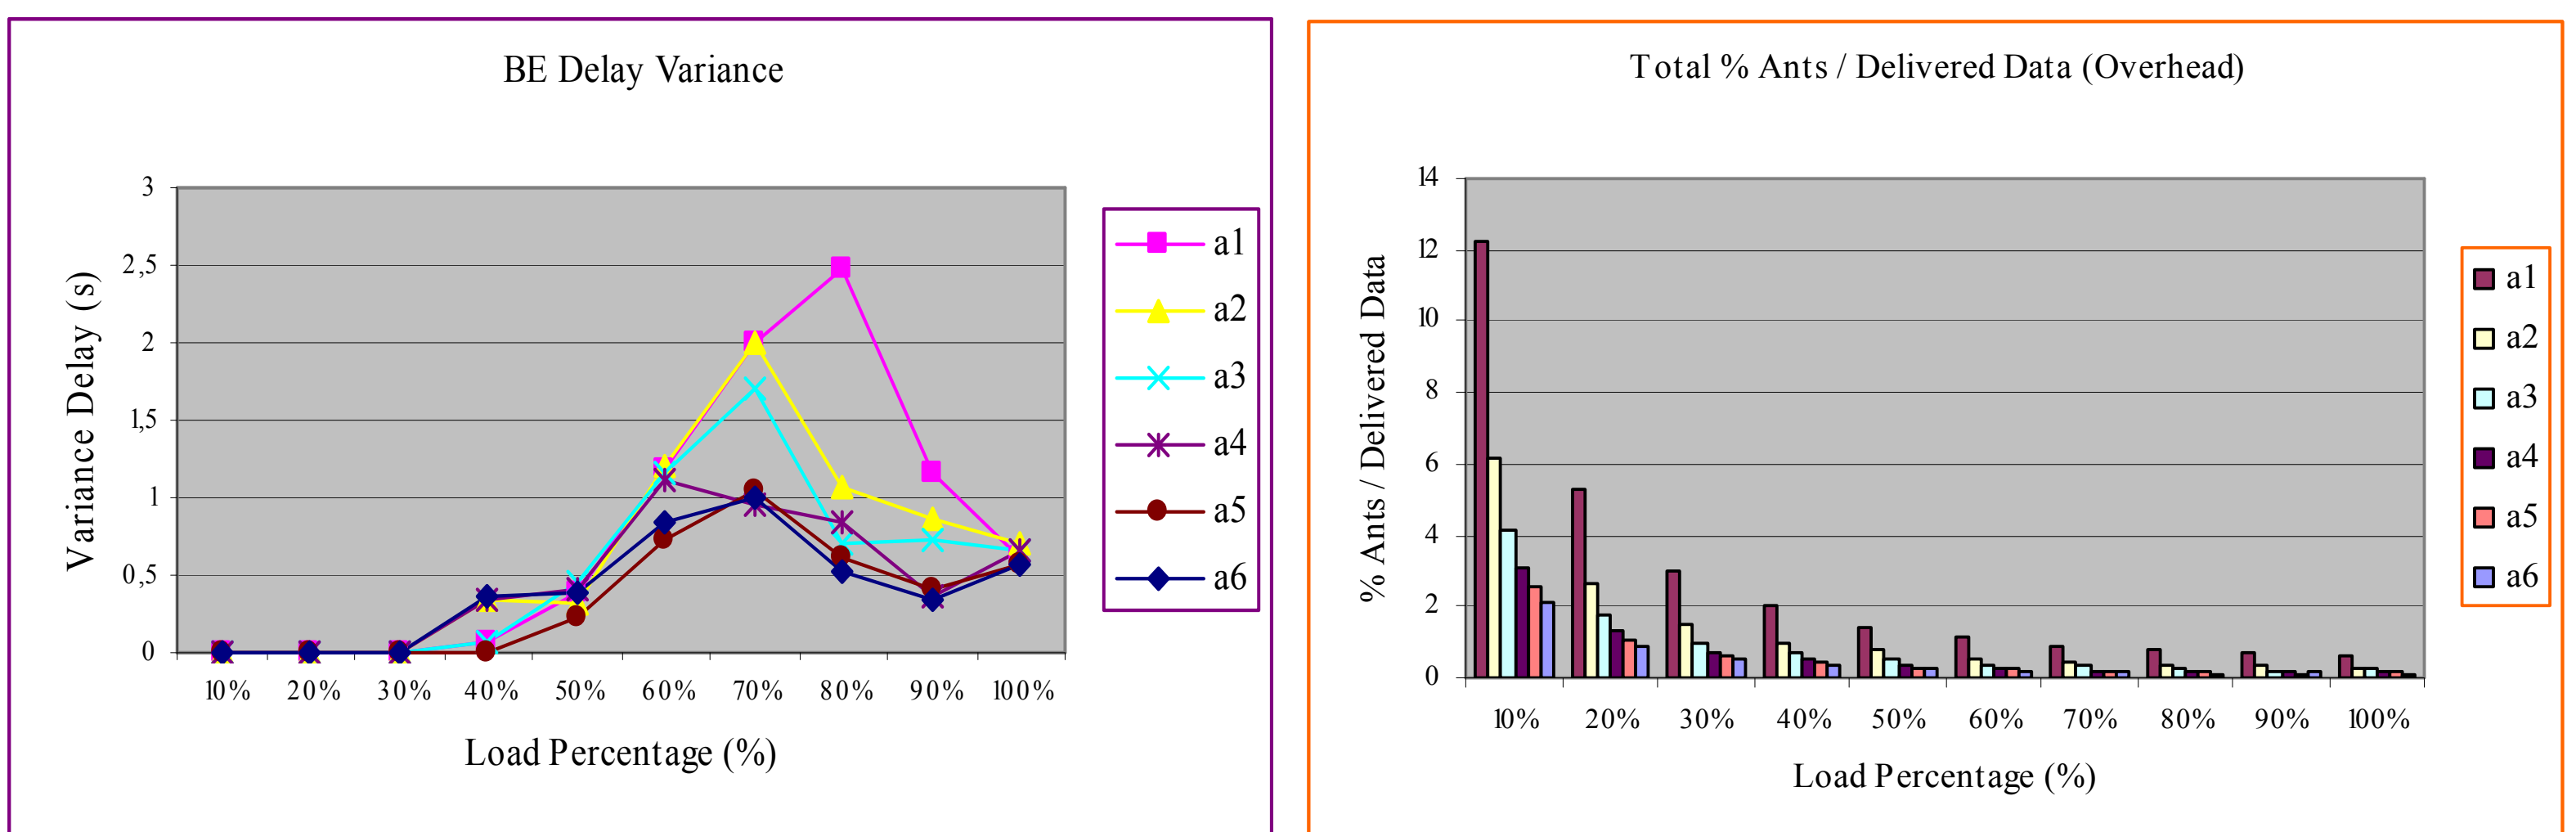 BE Delay Variance
Variance Delay (s)
3
2,5
2
1,5
1
0,5
0
10% 20% 30% 40% 50% 60% 70% 80% 90% 100%
Load Percentage (%)
a1
a2
a3
a4
a5
a6
Total % Ants / Delivered Data (Overhead)
% Ants / Delivered Data
14
12
10
8
6
4
2
0
10% 20% 30% 40% 50% 60% 70% 80% 90% 100%
Load Percentage (%)
a1
a2
a3
a4
a5
a6